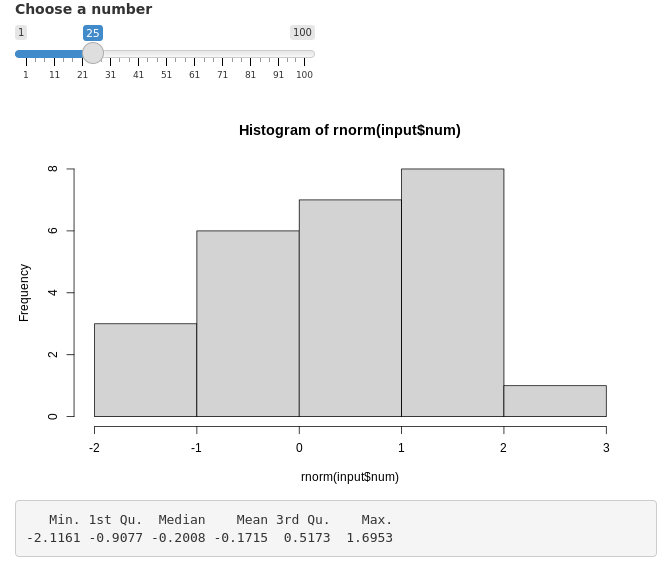 Choose a number
1 25 100
1 11 21 31 41 51 61 71 81 91 100
Histogram of rnorm(input$num)
Frequency
8
6
4
2
0
-2 -1 0 1 2 3
rnorm(input$num)
Min. 1st Qu. Median Mean 3rd Qu. Max.
-2.1161 -0.9077 -0.2008 -0.1715 0.5173 1.6953